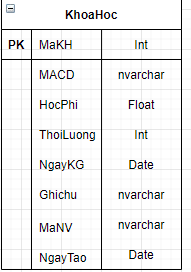 KhoaHoc
PK MaKH Int
MACD nvarchar
HocPhi Float
ThoiLuong Int
NgayKG Date
Ghichu nvarchar
MaNV nvarchar
NgayTao Date